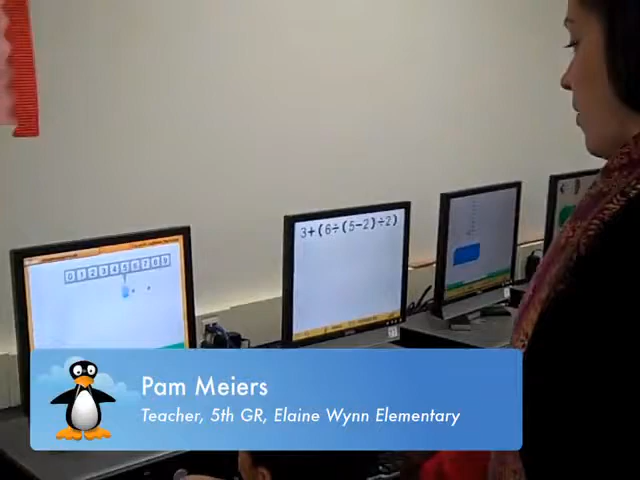 0 1 2 3 4 5 6 7 8 9
3+(6÷(5-2)÷2)
Pam Meiers
Teacher, 5th GR, Elaine Wynn Elementary